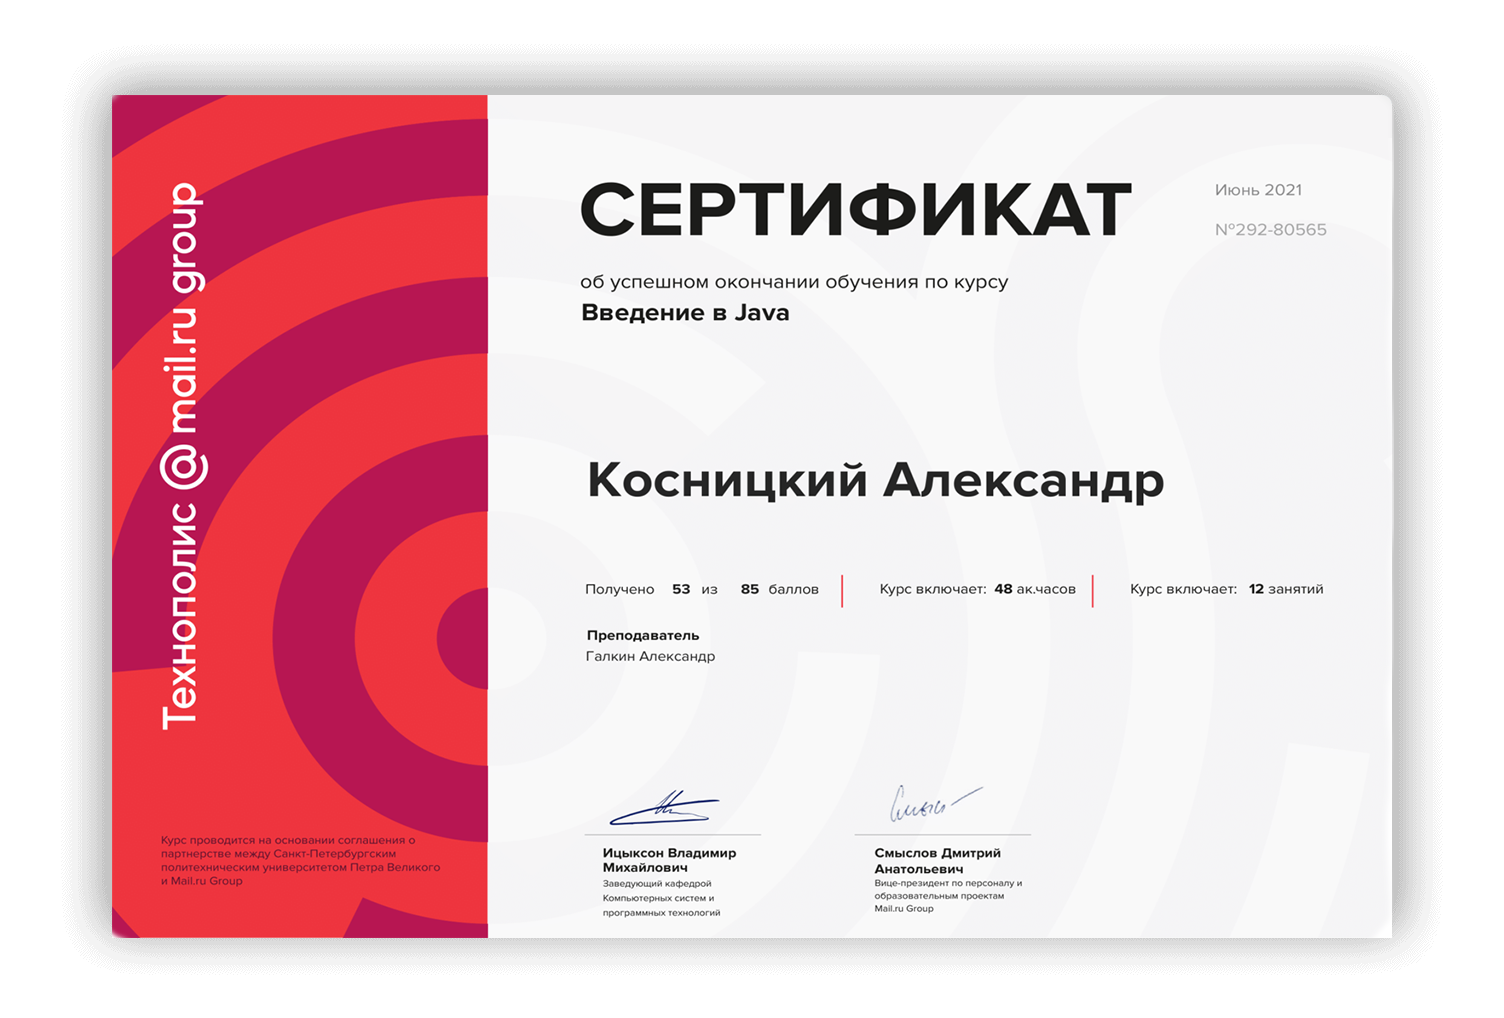 Технополис @ mail.ru group
Курс проводится на основании соглашения о
партнерстве между Санкт-Петербургским
политехническим университетом Петра Великого
и Mail.ru Group
СЕРТИФИКАТ
Июнь 2021
№292-80565
об успешном окончании обучения по курсу
Введение в Java
Косницкий Александр
Получено 53 из 85 баллов
Курс включает: 48 ак.часов
Курс включает: 12 занятий
Преподаватель
Галкин Александр
Ицыксон Владимир
Михайлович
Заведующий кафедрой
Компьютерных систем и
программных технологий
Смыслов Дмитрий
Анатольевич
Вице-президент по персоналу и
образовательным проектам
Mail.ru Group